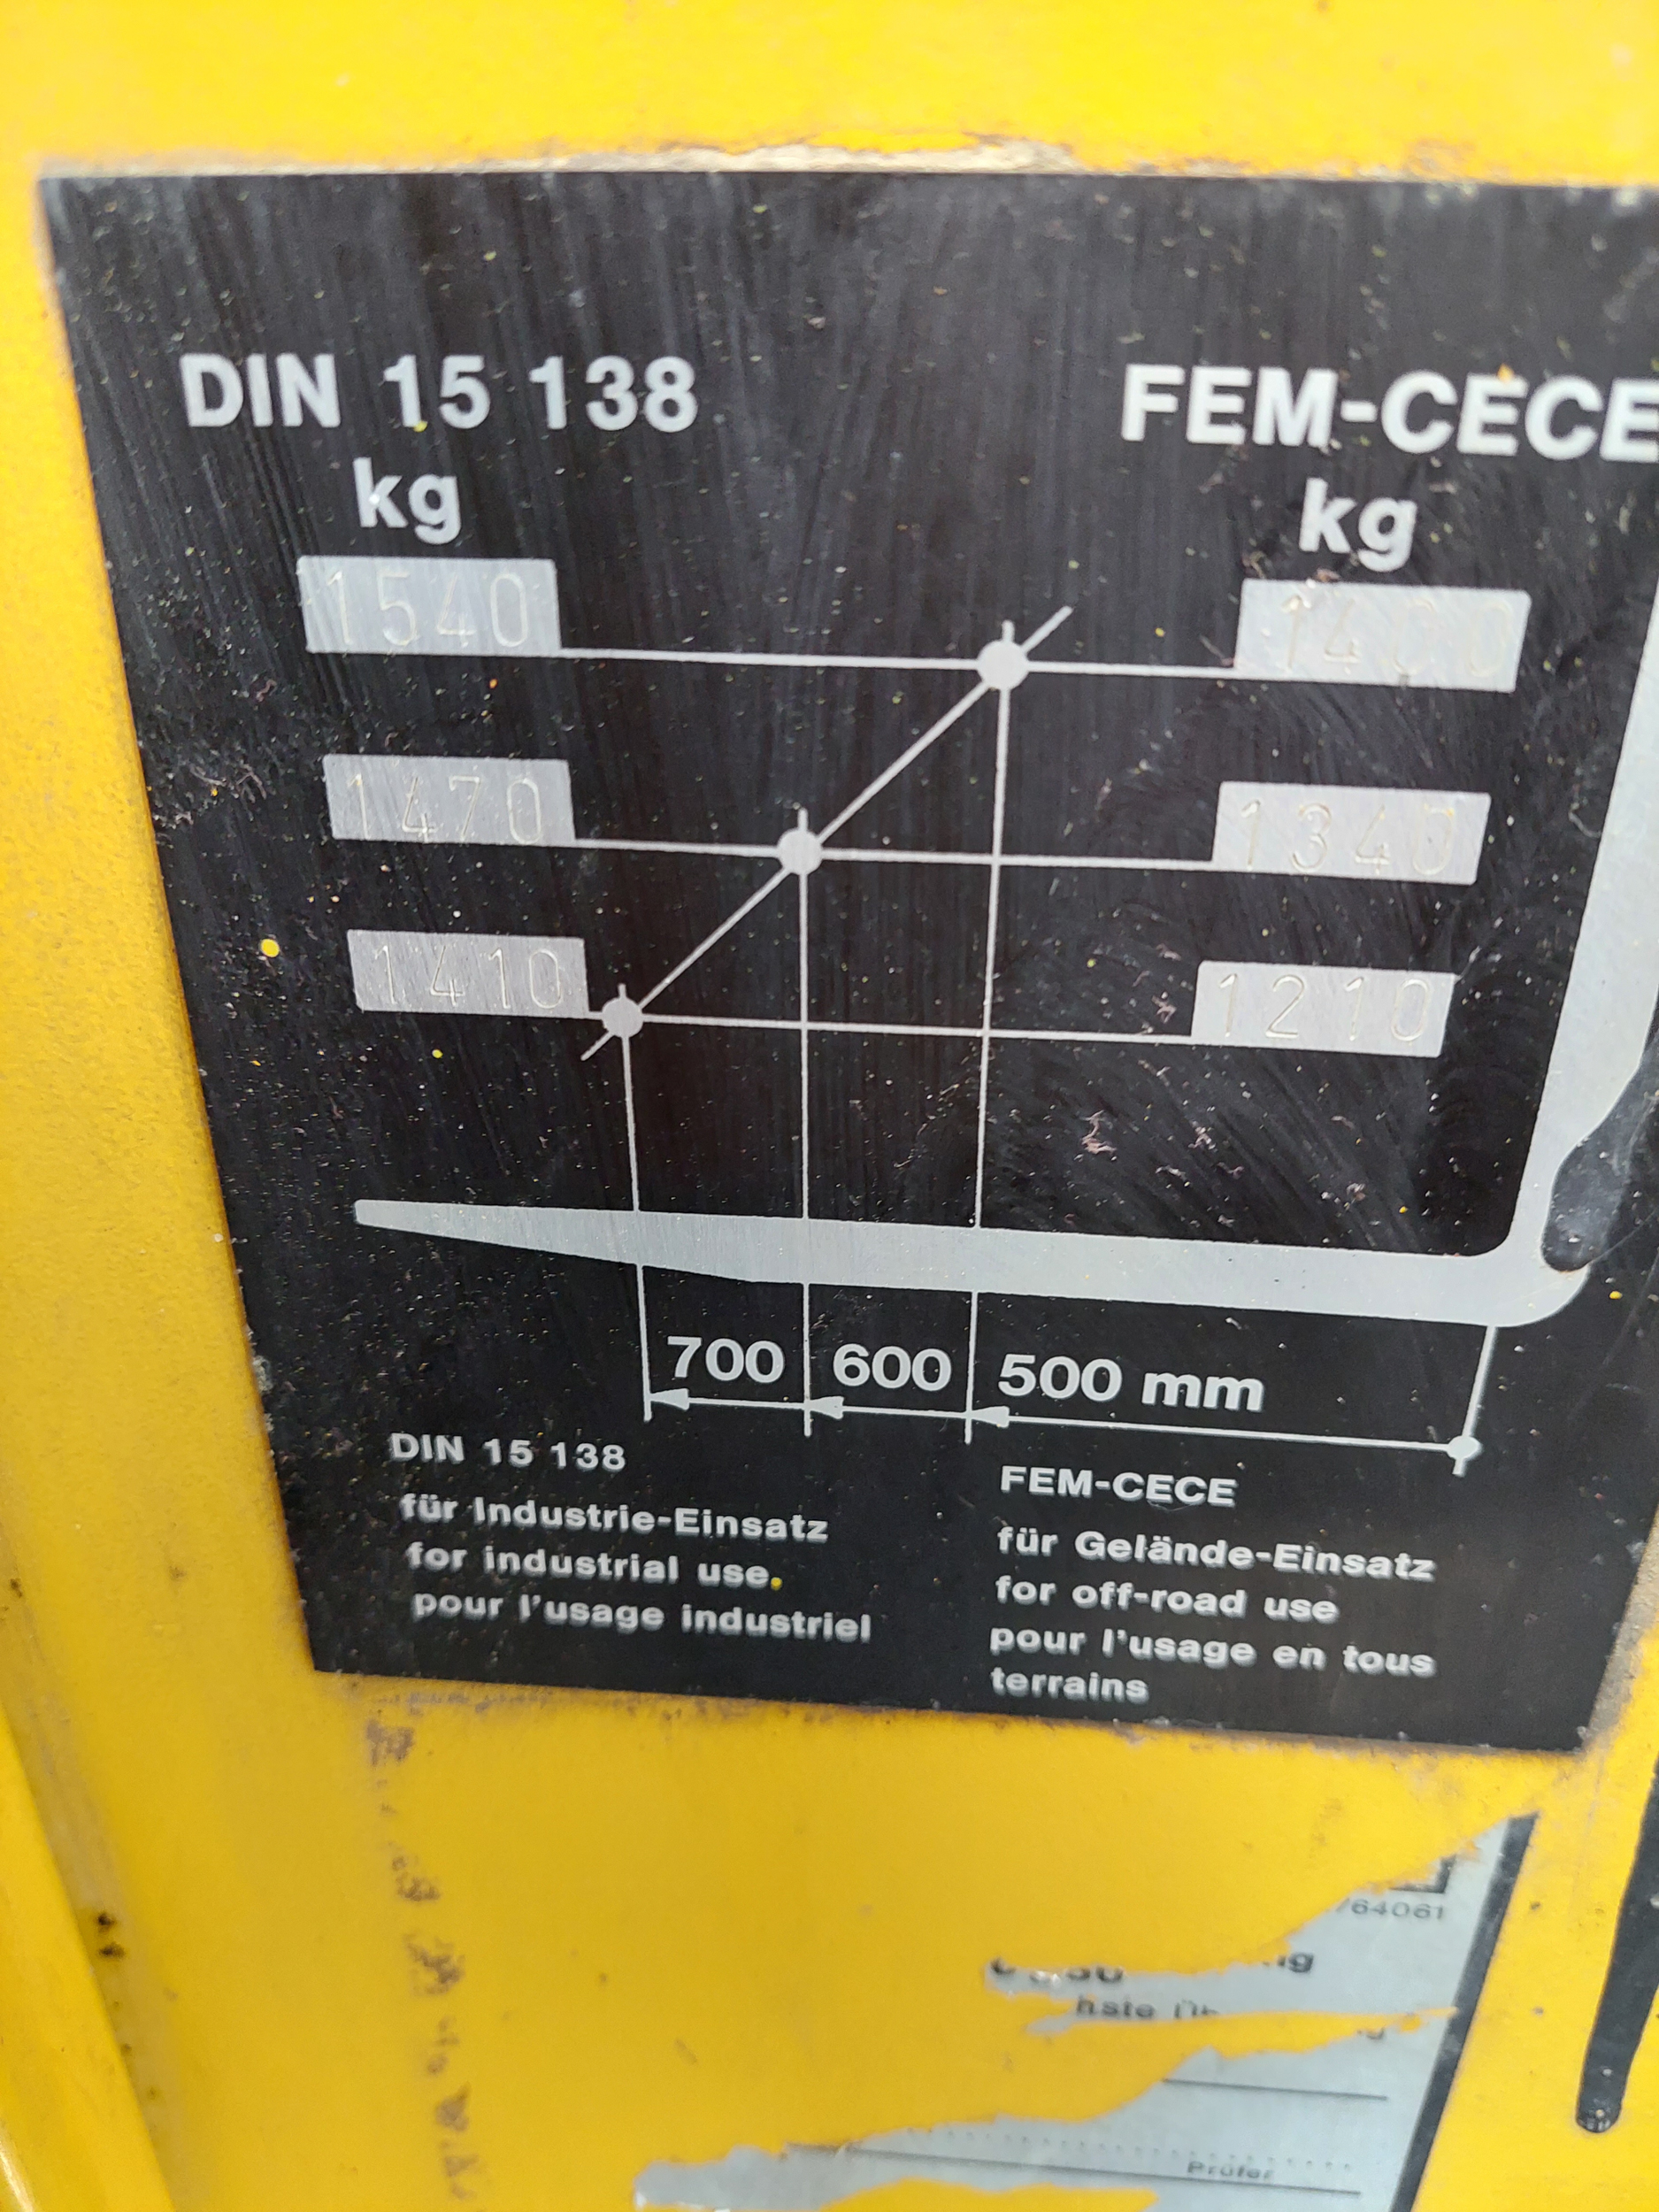 DIN 15 138
FEM-CECE
kg
kg
1540
1400
1470
1340
1410
1210
700
600
500 mm
DIN 15 138
für Industrie-Einsatz
for industrial use
pour l'usage industriel
FEM-CECE
für Gelände-Einsatz
for off-road use
pour l'usage en tous
terrains
764061
Prüfer